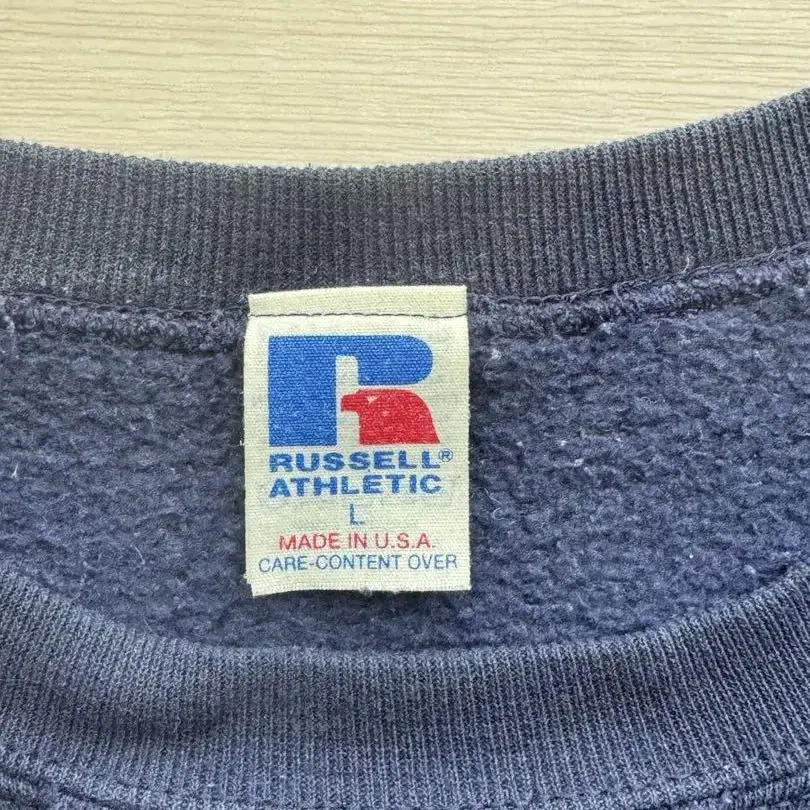 RUSSELL®
ATHLETIC
L
MADE IN U.S.A.
CARE-CONTENT OVER